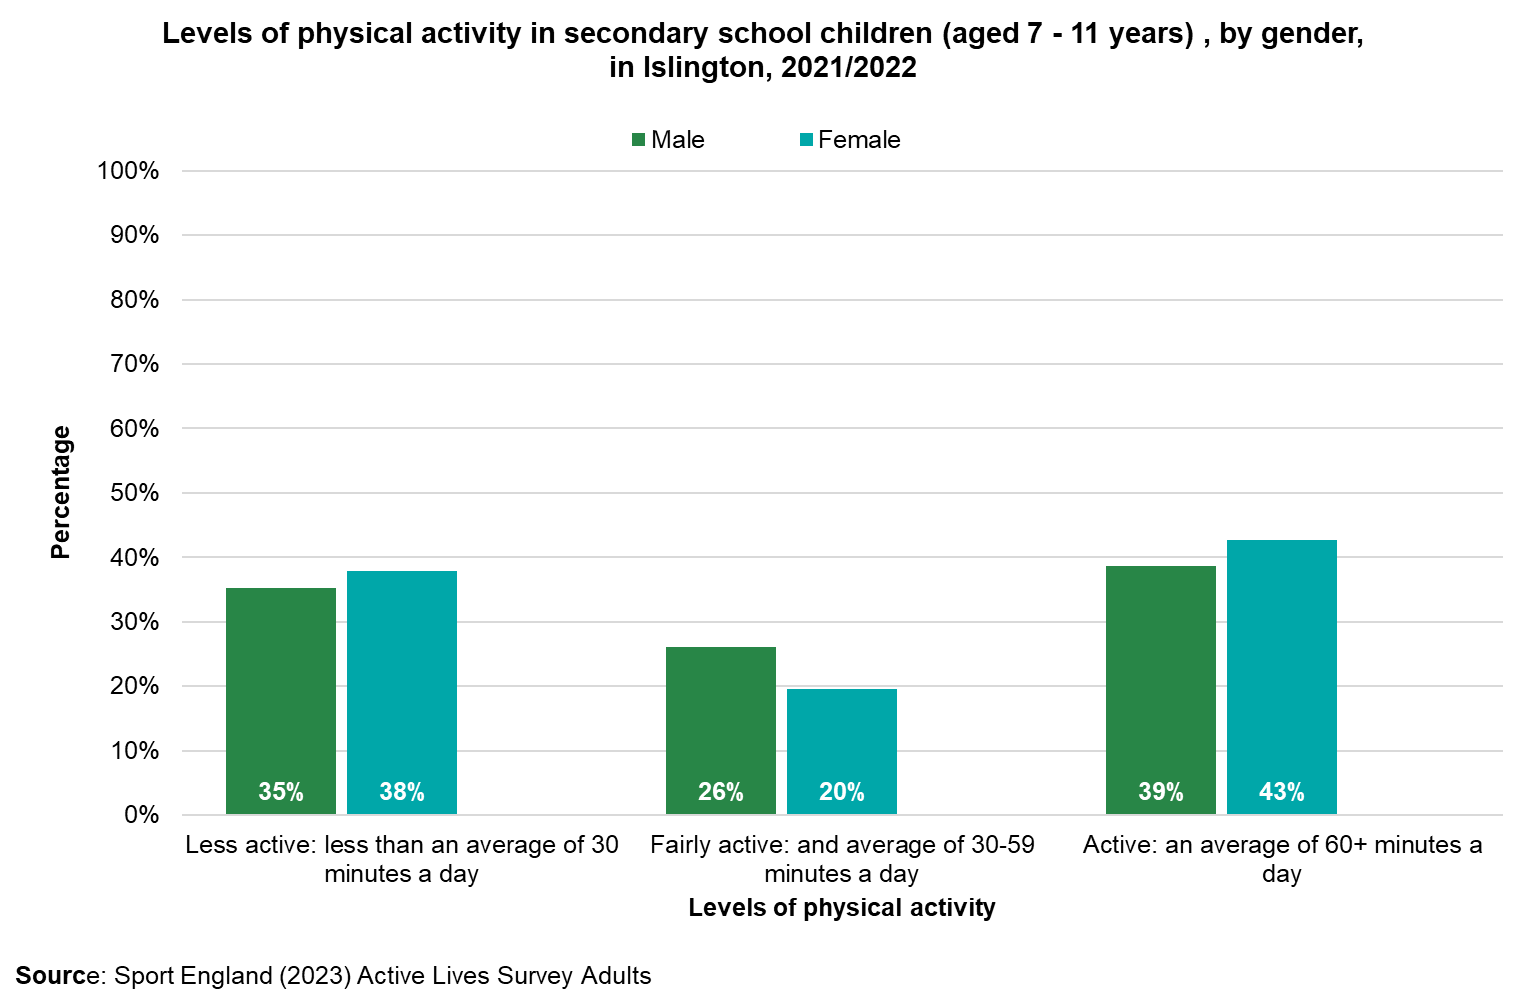 Levels of physical activity in secondary school children (aged 7 - 11 years) , by gender,
in Islington, 2021/2022
Male
Female
100%
90%
80%
70%
60%
50%
40%
30%
20%
10%
0%
Percentage
35%
38%
26%
20%
39%
43%
Less active: less than an average of 30
minutes a day
Fairly active: and average of 30-59
minutes a day
Active: an average of 60+ minutes a
day
Levels of physical activity
Source: Sport England (2023) Active Lives Survey Adults